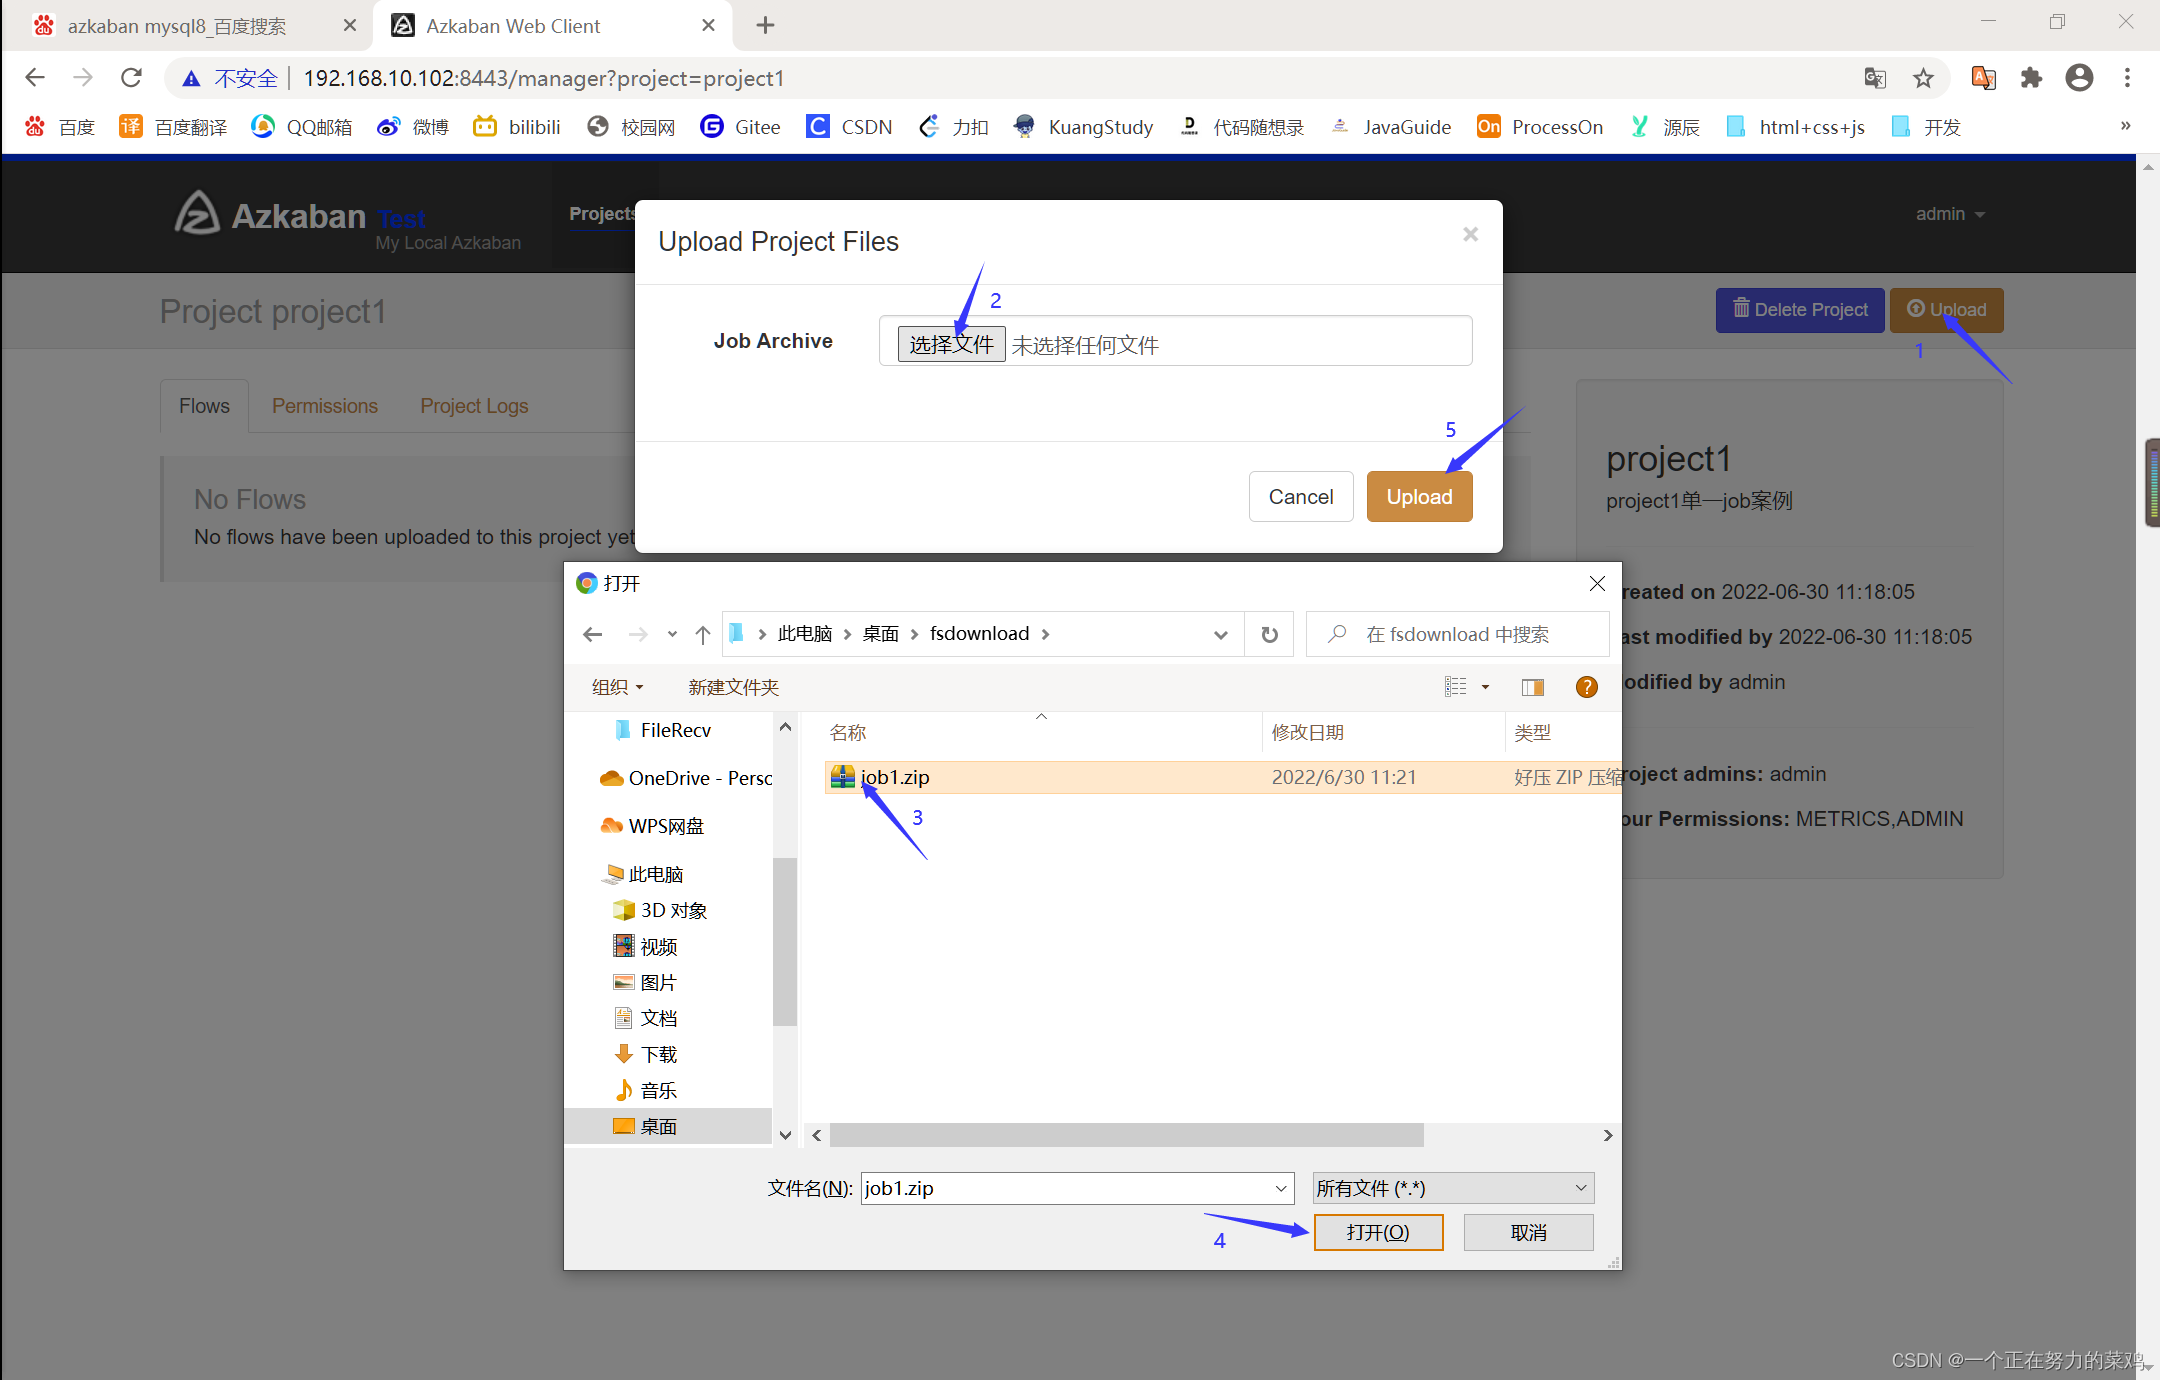 azkaban mysql8_百度搜索
Azkaban Web Client
不安全 | 192.168.10.102:8443/manager?project=project1
百度 百度翻译 QQ邮箱 微博 bilibili 校园网 Gitee CSDN 力扣 KuangStudy 代码随想录 JavaGuide ProcessOn 源辰 html+css+js 开发 »
Azkaban Test
My Local Azkaban
Projects
admin
Upload Project Files
×
Project project1
Delete Project
Upload
1
2
Job Archive
选择文件 未选择任何文件
Flows Permissions Project Logs
5
Cancel Upload
No Flows
No flows have been uploaded to this project yet
project1
project1单一job案例
reated on 2022-06-30 11:18:05
ast modified by 2022-06-30 11:18:05
odified by admin
roject admins: admin
our Permissions: METRICS,ADMIN
打开
此电脑 > 桌面 > fsdownload >
在 fsdownload 中搜索
组织 新建文件夹
名称 修改日期 类型
job1.zip 2022/6/30 11:21 好压 ZIP 压缩
3
FileRecv
OneDrive - Perso
WPS网盘
此电脑
3D 对象
视频
图片
文档
下载
音乐
桌面
文件名(N): job1.zip
所有文件 (*.*)
4
打开(O) 取消
CSDN @一个正在努力的菜鸡